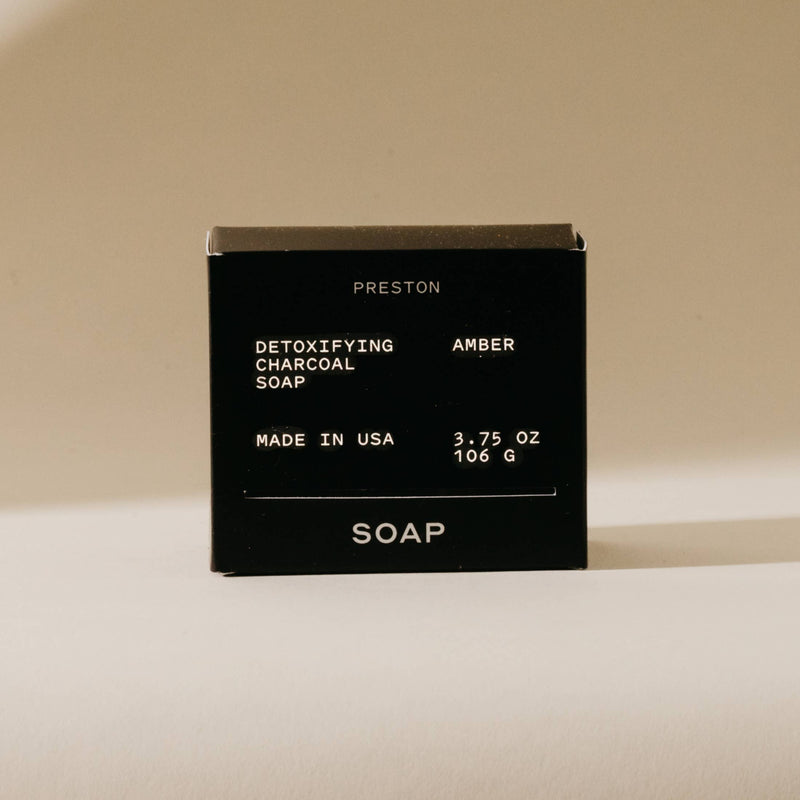 PRESTON
DETOXIFYING
CHARCOAL
SOAP
AMBER
MADE IN USA
3.75 OZ
106 G
SOAP